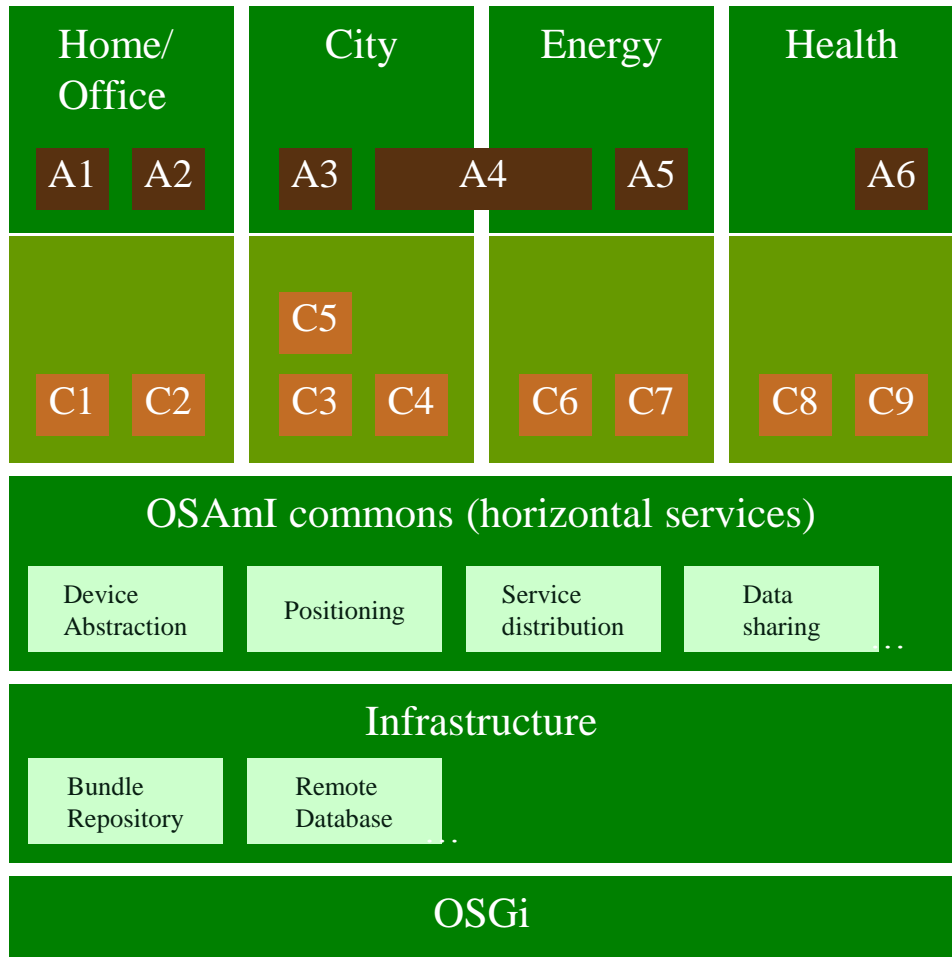 Home/
Office
City
Energy
Health
A1 A2 A3 A4 A5 A6
C5
C1 C2 C3 C4 C6 C7 C8 C9
OSAmI commons (horizontal services)
Device
Abstraction
Positioning
Service
distribution
Data
sharing
...
Infrastructure
Bundle
Repository
Remote
Database
...
OSGi